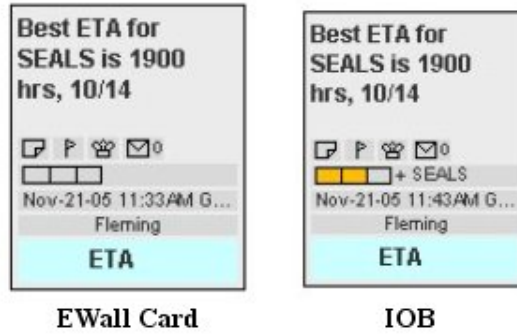 Best ETA for
SEALS is 1900
hrs, 10/14
0
Nov-21-05 11:33AM G...
Fleming
ETA
EWall Card
Best ETA for
SEALS is 1900
hrs, 10/14
0
+ SEALS
Nov-21-05 11:43AM G...
Fleming
ETA
IOB